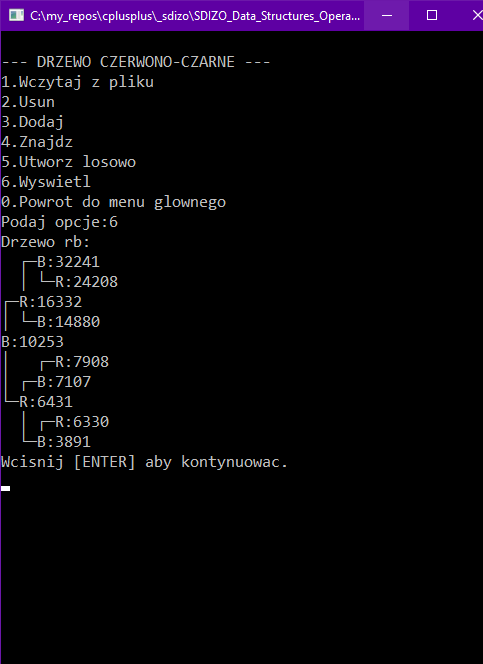 C:\my_repos\cplusplus\_sdizo\SDIZO_Data_Structures_Opera...
--- DRZEWO CZERWONO-CZARNE ---
1.Wczytaj z pliku
2.Usun
3.Dodaj
4.Znajdz
5.Utworz losowo
6.Wyswietl
0.Powrot do menu glownego
Podaj opcje:6
Drzewo rb:
  ┌─B:32241
  │ └─R:24208
┌─R:16332
│ └─B:14880
B:10253
│   ┌─R:7908
│ ┌─B:7107
└─R:6431
  │ ┌─R:6330
  └─B:3891
Wcisnij [ENTER] aby kontynuowac.